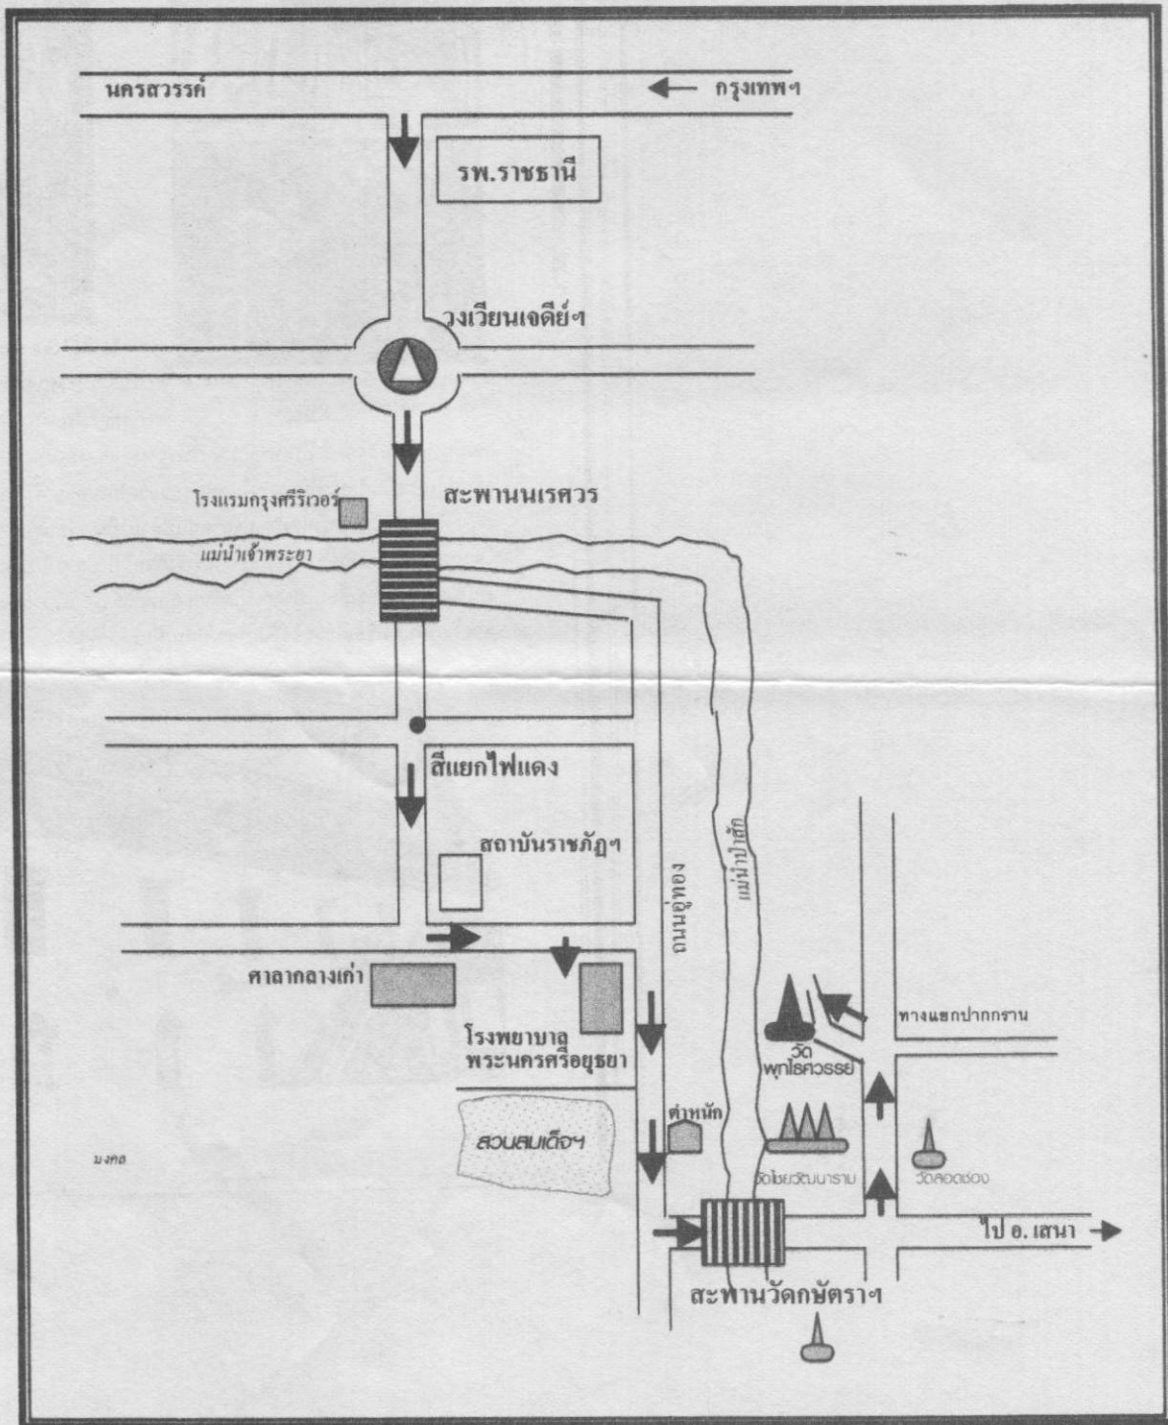 นครสวรรค์
กรุงเทพฯ
รพ.ราชธานี
วงเวียนเจดีย์ฯ
สะพานนเรศวร
โรงแรมกรุงศรีริเวอร์
แม่น้ำเจ้าพระยา
สี่แยกไฟแดง
สถาบันราชภัฏฯ
แม่น้ำป่าสัก
ถนนอู่ทอง
ศาลากลางเก่า
ทางแยกปากกราน
โรงพยาบาล
พระนครศรีอยุธยา
วัด
พุทไธศวรรย์
ตำหนัก
สวนสมเด็จฯ
มงคล
วัดไชยวัฒนาราม
วัดลอดช่อง
ไป อ. เสนา
สะพานวัดกษัตราฯ